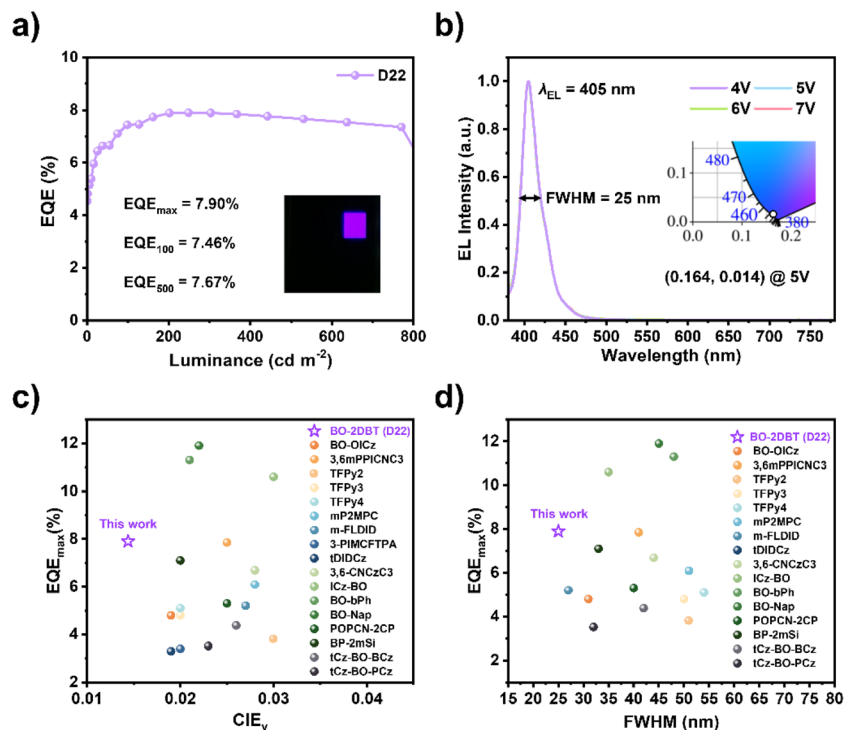 a)
D22
EQE (%)
10
8
6
4
2
0
EQEmax = 7.90%
EQE100 = 7.46%
EQE500 = 7.67%
0 200 400 600 800
Luminance (cd m-2)
b)
EL Intensity (a.u.)
1.0
0.8
0.6
0.4
0.2
0.0
λEL = 405 nm
4V 5V
6V 7V
FWHM = 25 nm
0.1
0.0
480
470
460
380
0.1 0.2
(0.164, 0.014) @ 5V
400 450 500 550 600 650 700 750
Wavelength (nm)
c)
EQEmax(%)
12
10
8
6
4
2
This work
BO-2DBT (D22)
BO-OICz
3,6mPPICNC3
TFPy2
TFPy3
TFPy4
mP2MPC
m-FLDID
3-PIMCFTPA
tDIDCz
3,6-CNCzC3
ICz-BO
BO-bPh
BO-Nap
POPCN-2CP
BP-2mSi
tCz-BO-BCz
tCz-BO-PCz
0.01 0.02 0.03 0.04
CIEy
d)
EQEmax(%)
12
10
8
6
4
2
This work
BO-2DBT (D22)
BO-OICz
3,6mPPICNC3
TFPy2
TFPy3
TFPy4
mP2MPC
m-FLDID
3,6-CNCzC3
ICz-BO
BO-bPh
BO-Nap
POPCN-2CP
BP-2mSi
tCz-BO-BCz
tCz-BO-PCz
15 20 25 30 35 40 45 50 55 60 65 70 75 80
FWHM (nm)